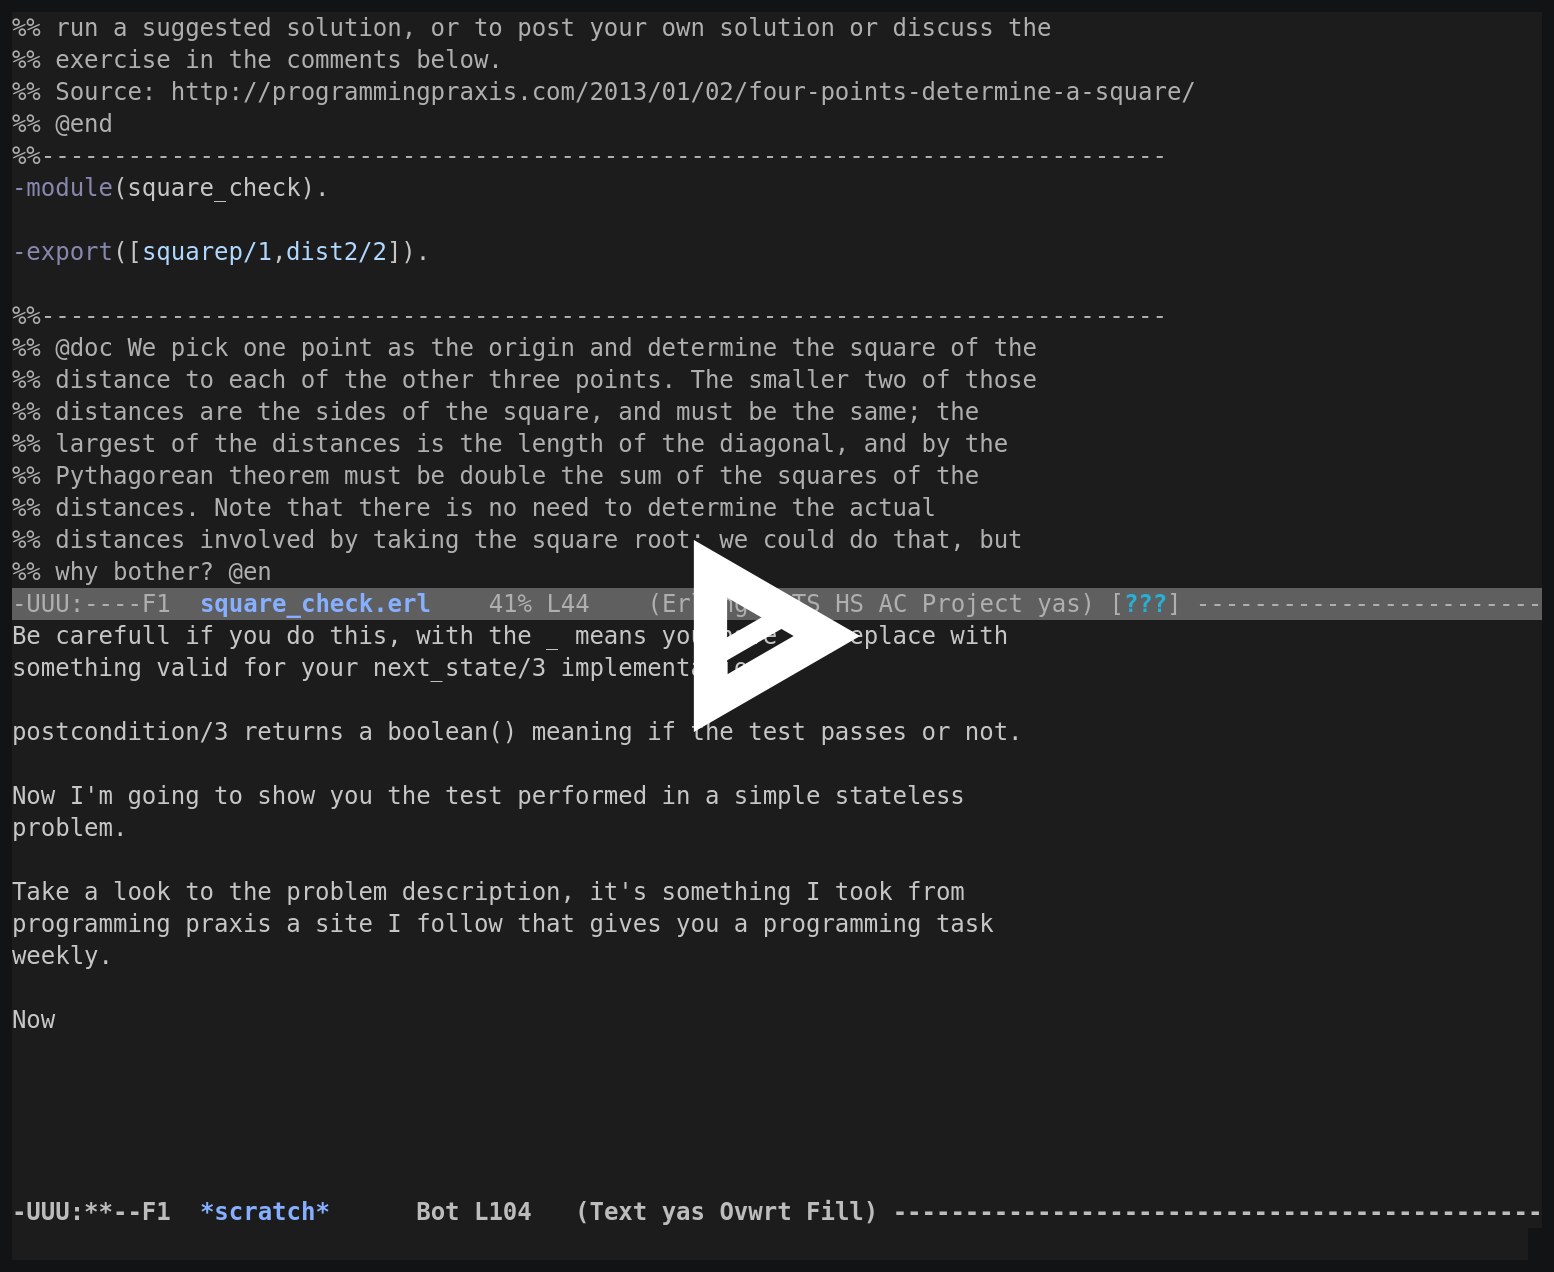 %% run a suggested solution, or to post your own solution or discuss the
%% exercise in the comments below.
%% Source: http://programmingpraxis.com/2013/01/02/four-points-determine-a-square/
%% @end
%%------------------------------------------------------------------------------
-module(square_check).
-export([squarep/1,dist2/2]).
%%------------------------------------------------------------------------------
%% @doc We pick one point as the origin and determine the square of the
%% distance to each of the other three points. The smaller two of those
%% distances are the sides of the square, and must be the same; the
%% largest of the distances is the length of the diagonal, and by the
%% Pythagorean theorem must be double the sum of the squares of the
%% distances. Note that there is no need to determine the actual
%% distances involved by taking the square root; we could do that, but
%% why bother? @en
-UUU:----F1  square_check.erl    41% L44    (Erlang HS AC Project yas) [???] ------------------------
Be carefull if you do this, with the _ means you replace with
something valid for your next_state/3
postcondition/3 returns a boolean() meaning if the test passes or not.
Now I'm going to show you the test performed in a simple stateless
problem.
Take a look to the problem description, it's something I took from
programming praxis a site I follow that gives you a programming task
weekly.
Now
-UUU:**--F1  *scratch*      Bot L104   (Text yas Ovwrt Fill) ---------------------------------------------